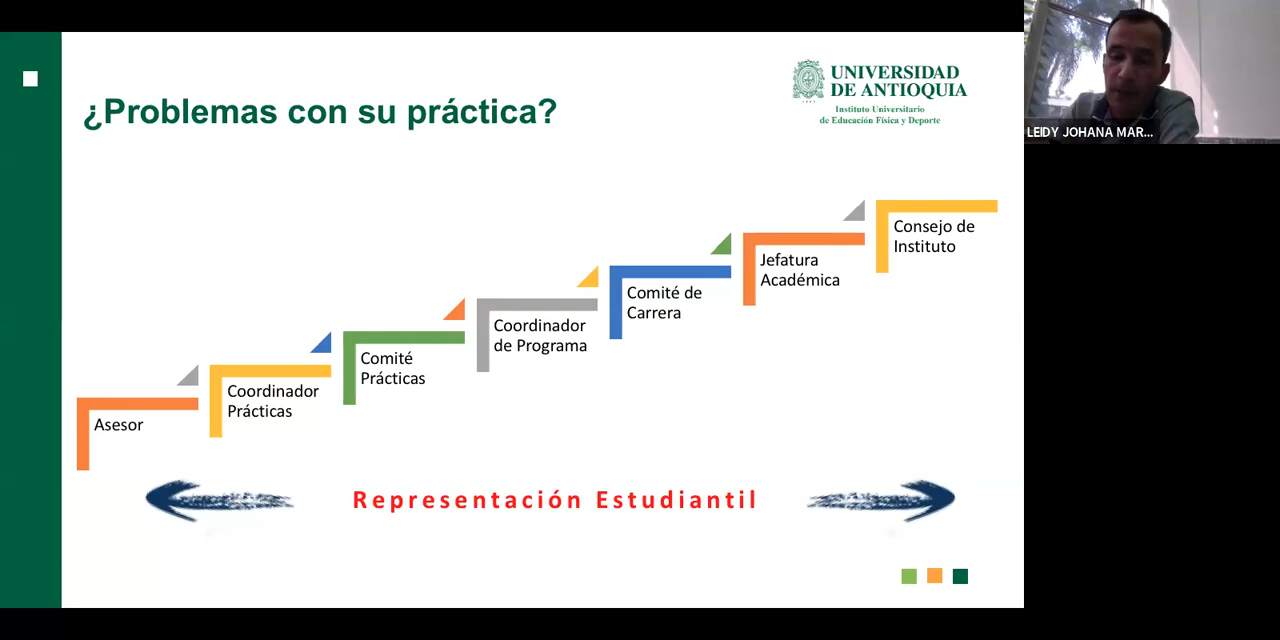 ¿Problemas con su práctica?
UNIVERSIDAD
DE ANTIOQUIA
Instituto Universitario
de Educación Física y Deporte
LEIDY JOHANA MAR...
Consejo de
Instituto
Jefatura
Académica
Comité de
Carrera
Coordinador
de Programa
Comité
Prácticas
Coordinador
Prácticas
Asesor
Representación Estudiantil